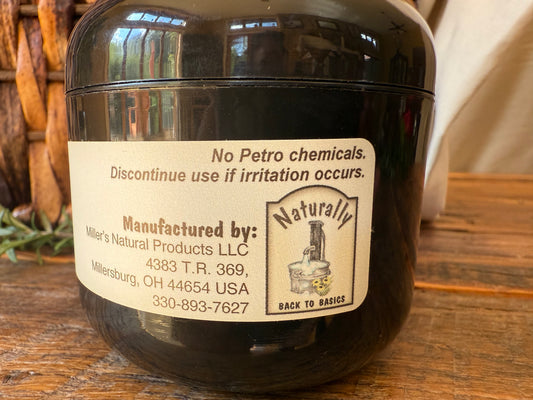 No Petro chemicals.
Discontinue use if irritation occurs.
Manufactured by:
Miller's Natural Products LLC
4383 T.R. 369,
Millersburg, OH 44654 USA
330-893-7627
Naturally
BACK TO BASICS